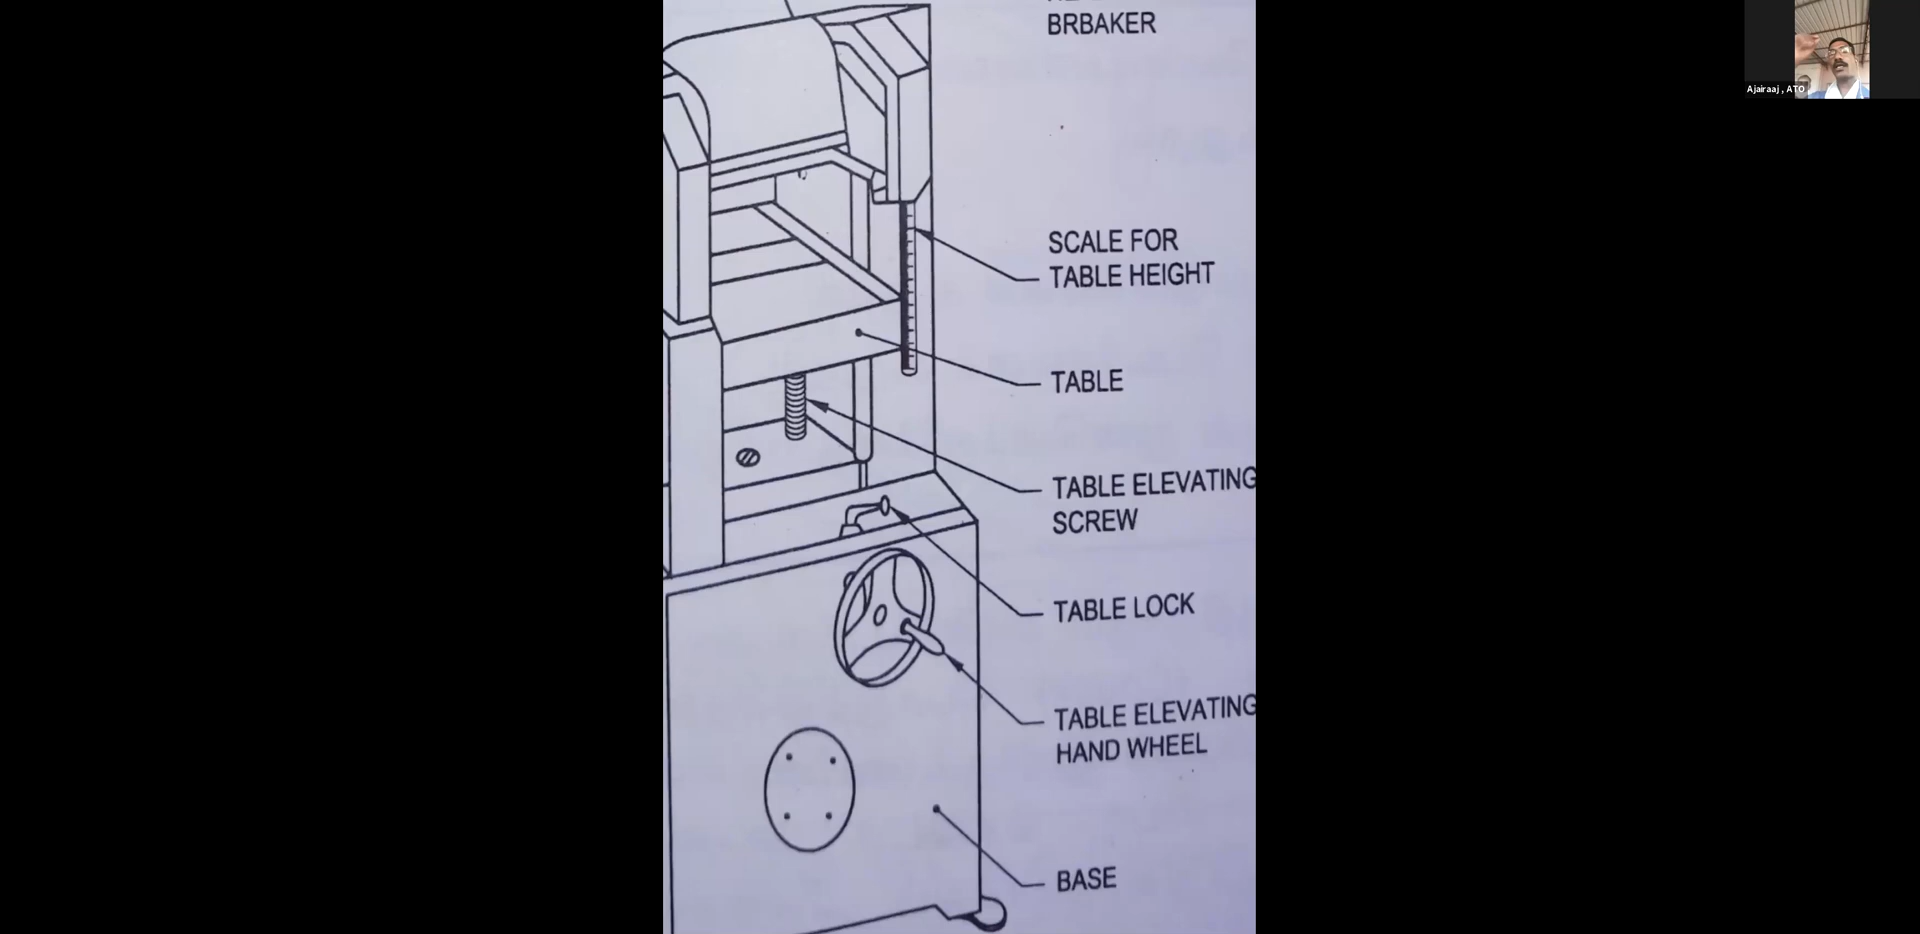 BRBAKER
Ajairaaj , ATO
SCALE FOR
TABLE HEIGHT
TABLE
TABLE ELEVATING
SCREW
TABLE LOCK
TABLE ELEVATING
HAND WHEEL
BASE